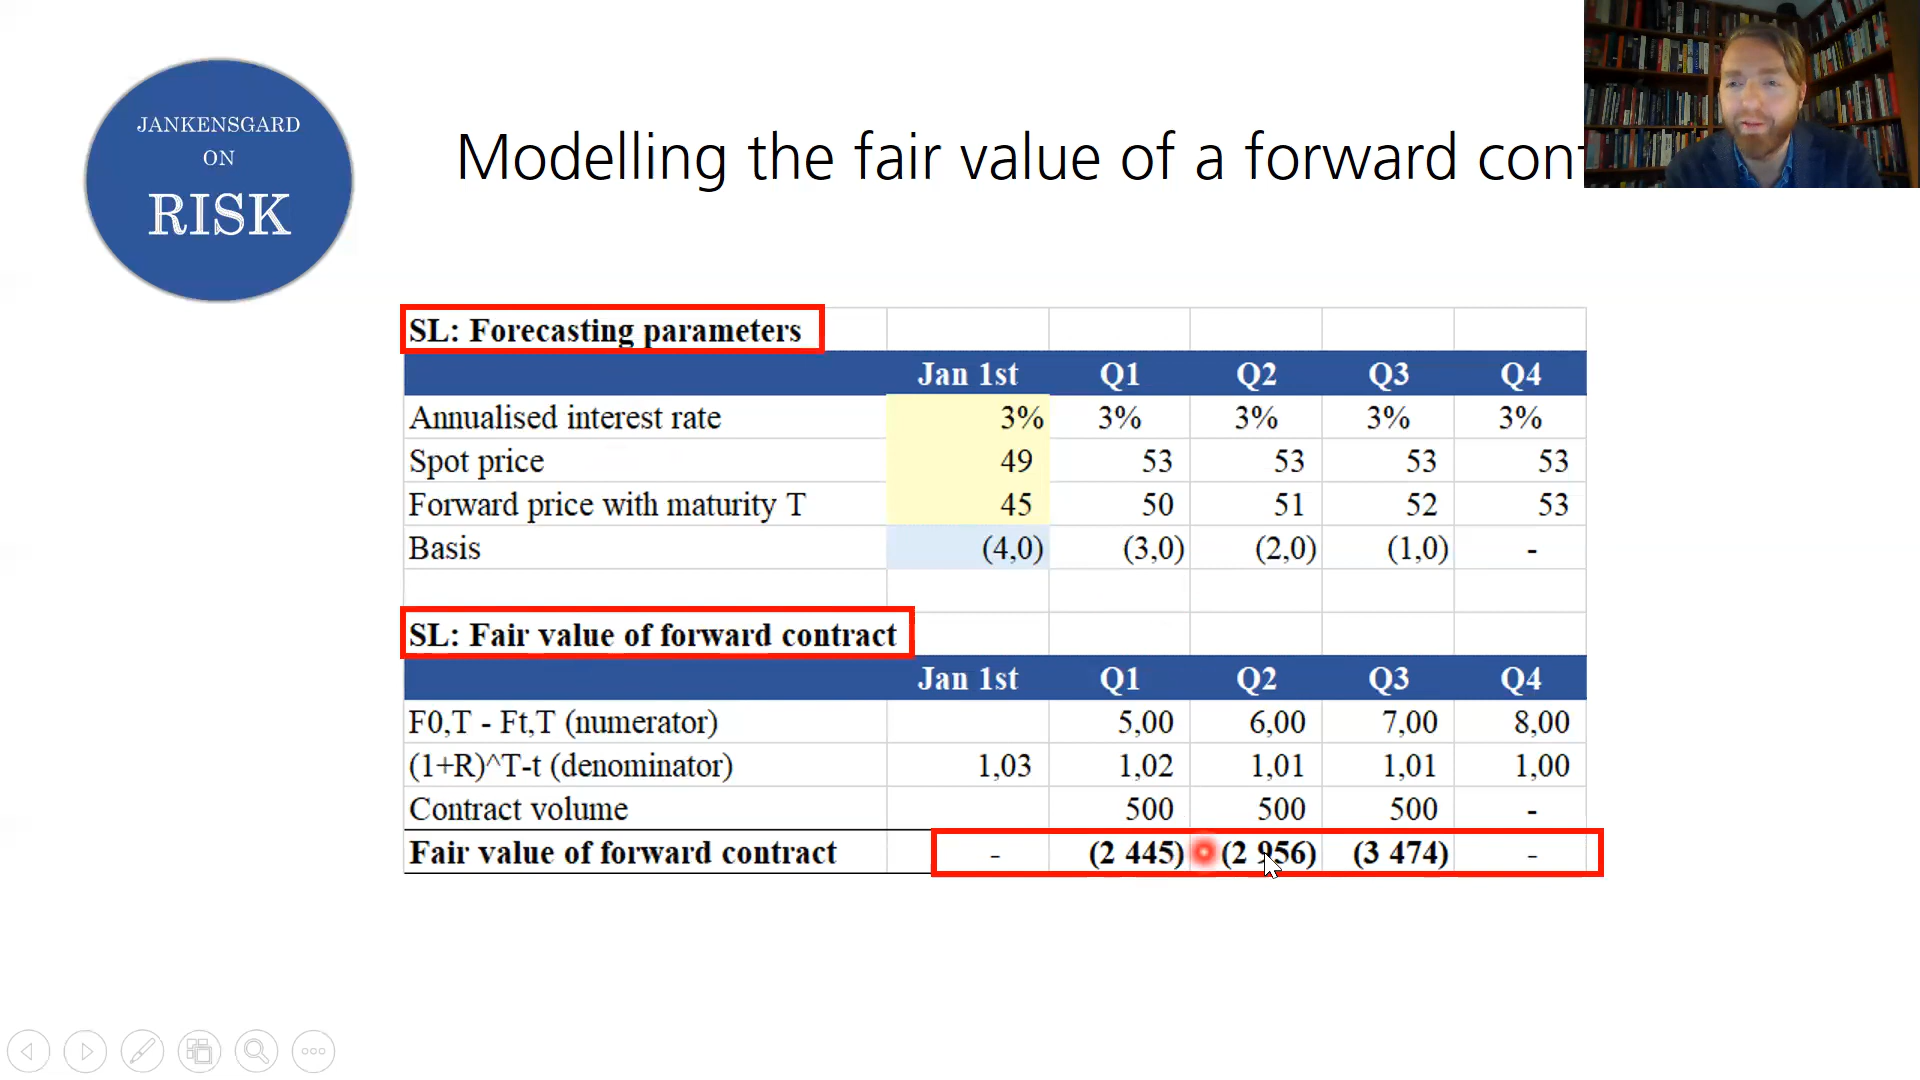 JANKENSGARD
ON
RISK
Modelling the fair value of a forward cont
SL: Forecasting parameters
Jan 1st Q1 Q2 Q3 Q4
Annualised interest rate 3% 3% 3% 3% 3%
Spot price 49 53 53 53 53
Forward price with maturity T 45 50 51 52 53
Basis (4,0) (3,0) (2,0) (1,0) -
SL: Fair value of forward contract
Jan 1st Q1 Q2 Q3 Q4
F0,T - Ft,T (numerator) 5,00 6,00 7,00 8,00
(1+R)^T-t (denominator) 1,03 1,02 1,01 1,01 1,00
Contract volume 500 500 500 -
Fair value of forward contract - (2 445) (2 956) (3 474) -